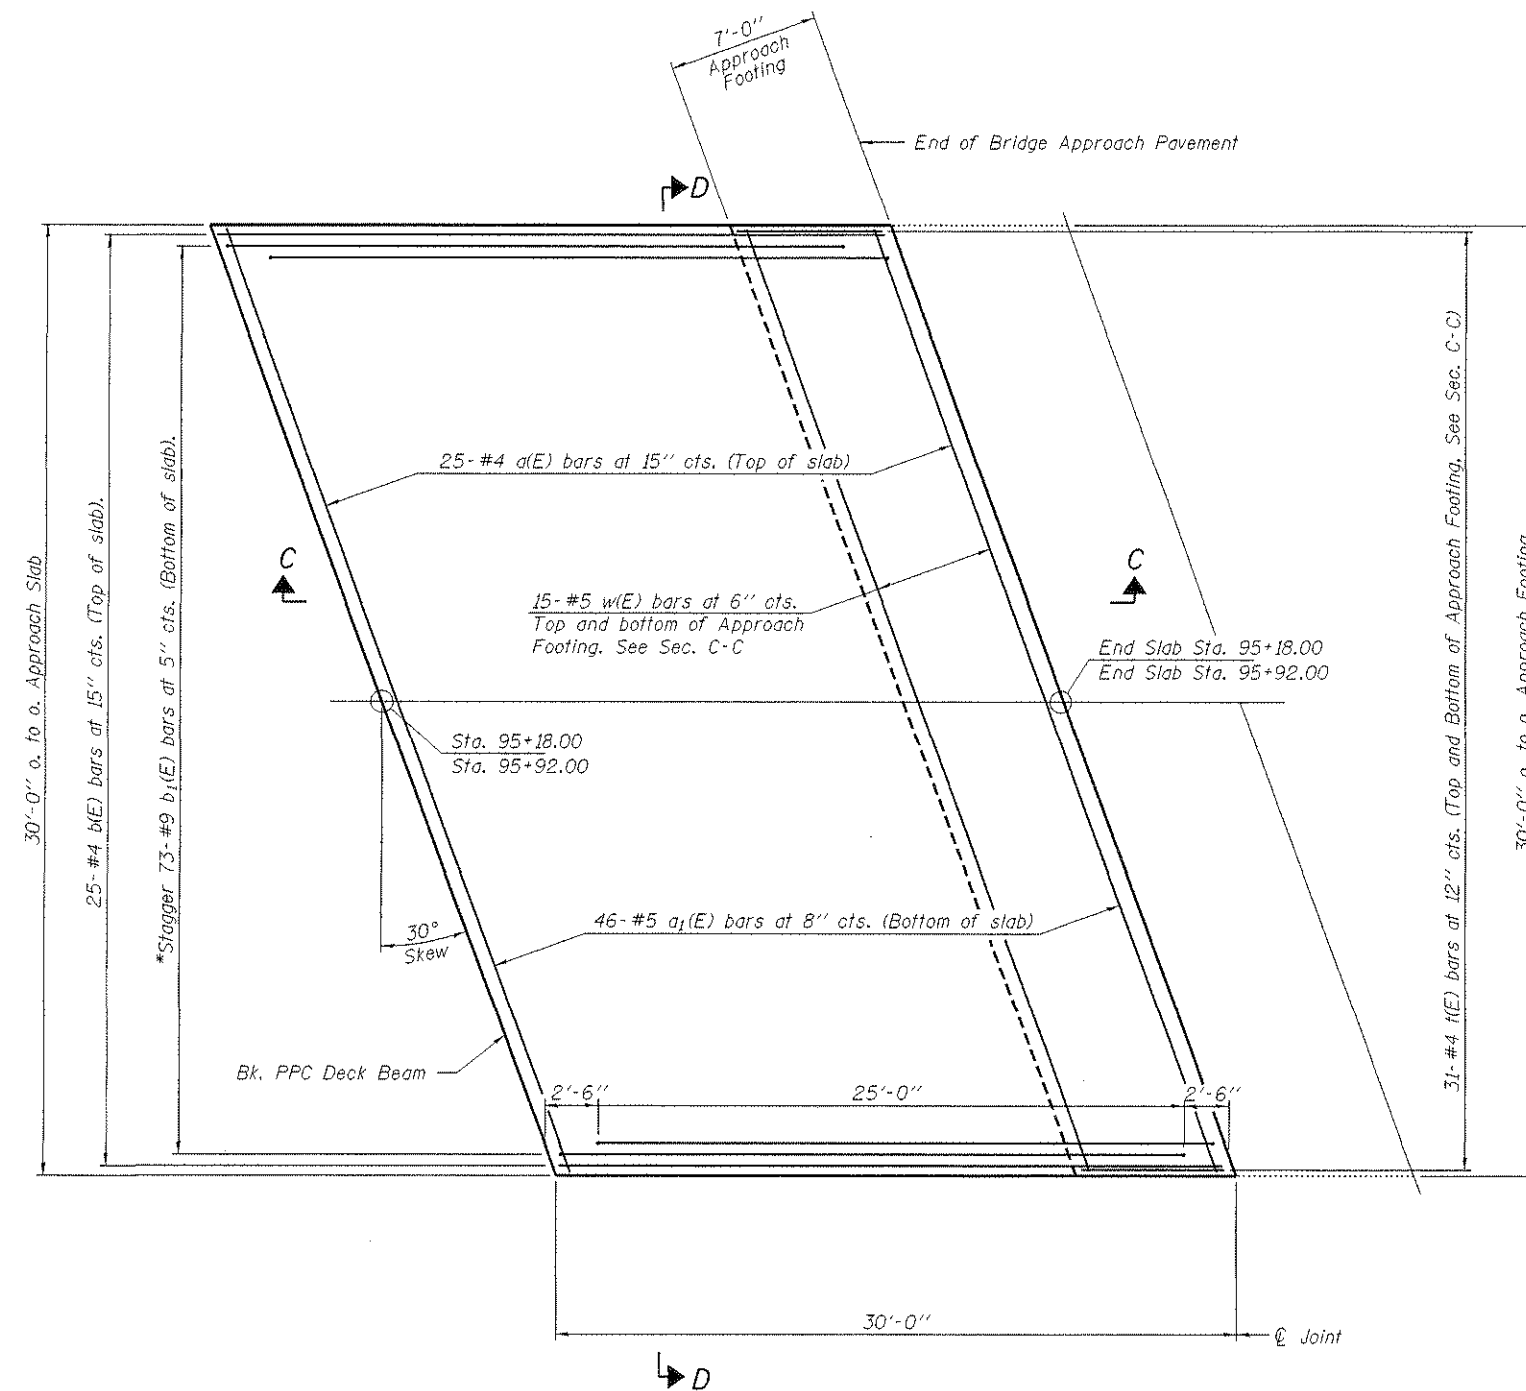 7'-0"
Approach
Footing
End of Bridge Approach Pavement
D
30'-0" o. to o. Approach Slab
25- #4 b(E) bars at 15" cts. (Top of slab).
*Stagger 73- #9 b₁(E) bars at 5" cts. (Bottom of slab).
25- #4 a(E) bars at 15" cts. (Top of slab)
C
C
15- #5 w(E) bars at 6" cts.
Top and bottom of Approach
Footing. See Sec. C-C
End Slab Sta. 95+18.00
End Slab Sta. 95+92.00
Sta. 95+18.00
Sta. 95+92.00
31- #4 t(E) bars at 12" cts. (Top and Bottom of Approach Footing, See Sec. C-C)
30'-0" o. to o. Approach Footing
46- #5 a₁(E) bars at 8" cts. (Bottom of slab)
30°
Skew
Bk. PPC Deck Beam
2'-6"
25'-0"
2'-6"
30'-0"
℄ Joint
D